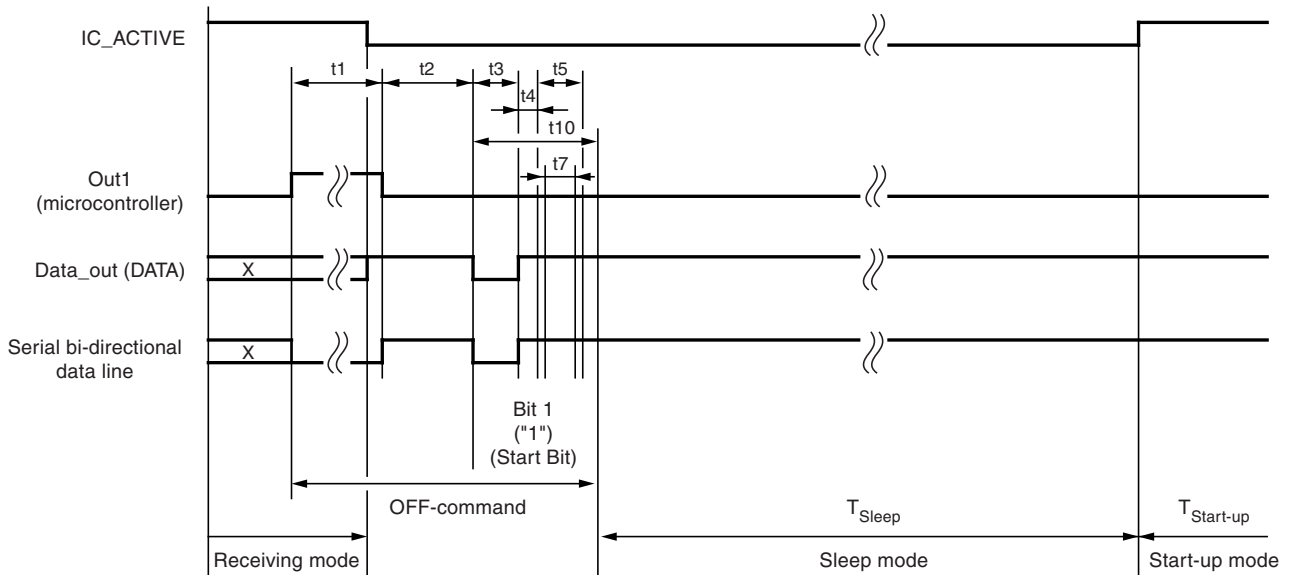 IC_ACTIVE
t1
t2
t3
t5
t4
t10
t7
Out1
(microcontroller)
Data_out (DATA)
X
Serial bi-directional
data line
X
Bit 1
("1")
(Start Bit)
OFF-command
TSleep
TStart-up
Receiving mode
Sleep mode
Start-up mode